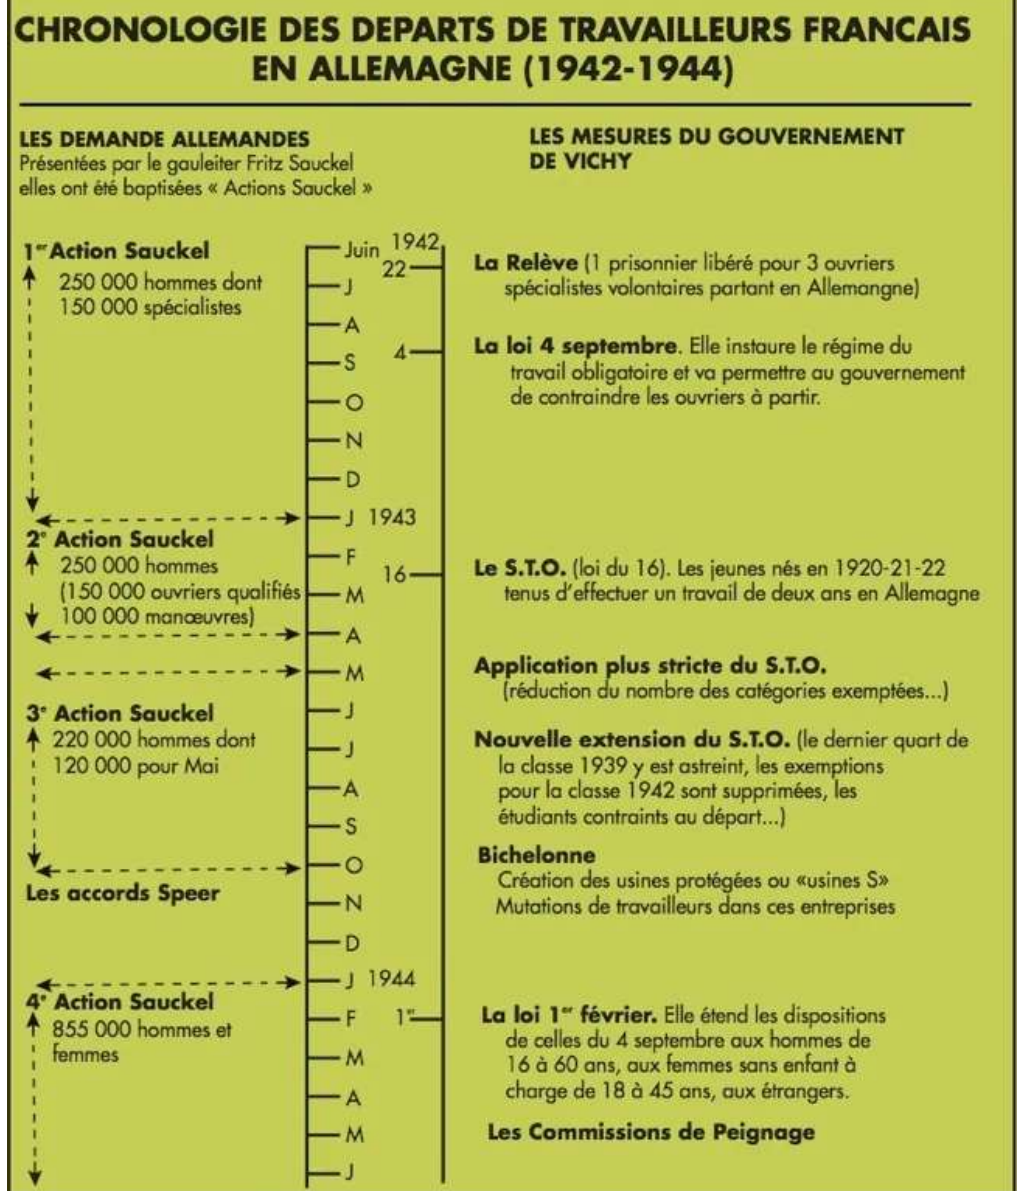 CHRONOLOGIE DES DEPARTS DE TRAVAILLEURS FRANCAIS
EN ALLEMAGNE (1942-1944)
LES DEMANDE ALLEMANDES
Présentées par le gauleiter Fritz Sauckel
elles ont été baptisées « Actions Sauckel »
LES MESURES DU GOUVERNEMENT
DE VICHY
1er Action Sauckel
250 000 hommes dont
150 000 spécialistes
2e Action Sauckel
250 000 hommes
(150 000 ouvriers qualifiés
100 000 manœuvres)
3e Action Sauckel
220 000 hommes dont
120 000 pour Mai
Les accords Speer
4e Action Sauckel
855 000 hommes et
femmes
Juin 1942
22
J
A
S 4
O
N
D
J 1943
F
16
M
A
M
J
J
A
S
O
N
D
J 1944
F 1er
M
A
M
J
La Relève (1 prisonnier libéré pour 3 ouvriers
spécialistes volontaires partant en Allemangne)
La loi 4 septembre. Elle instaure le régime du
travail obligatoire et va permettre au gouvernement
de contraindre les ouvriers à partir.
Le S.T.O. (loi du 16). Les jeunes nés en 1920-21-22
tenus d'effectuer un travail de deux ans en Allemagne
Application plus stricte du S.T.O.
(réduction du nombre des catégories exemptées...)
Nouvelle extension du S.T.O. (le dernier quart de
la classe 1939 y est astreint, les exemptions
pour la classe 1942 sont supprimées, les
étudiants contraints au départ...)
Bichelonne
Création des usines protégées ou «usines S»
Mutations de travailleurs dans ces entreprises
La loi 1er février. Elle étend les dispositions
de celles du 4 septembre aux hommes de
16 à 60 ans, aux femmes sans enfant à
charge de 18 à 45 ans, aux étrangers.
Les Commissions de Peignage